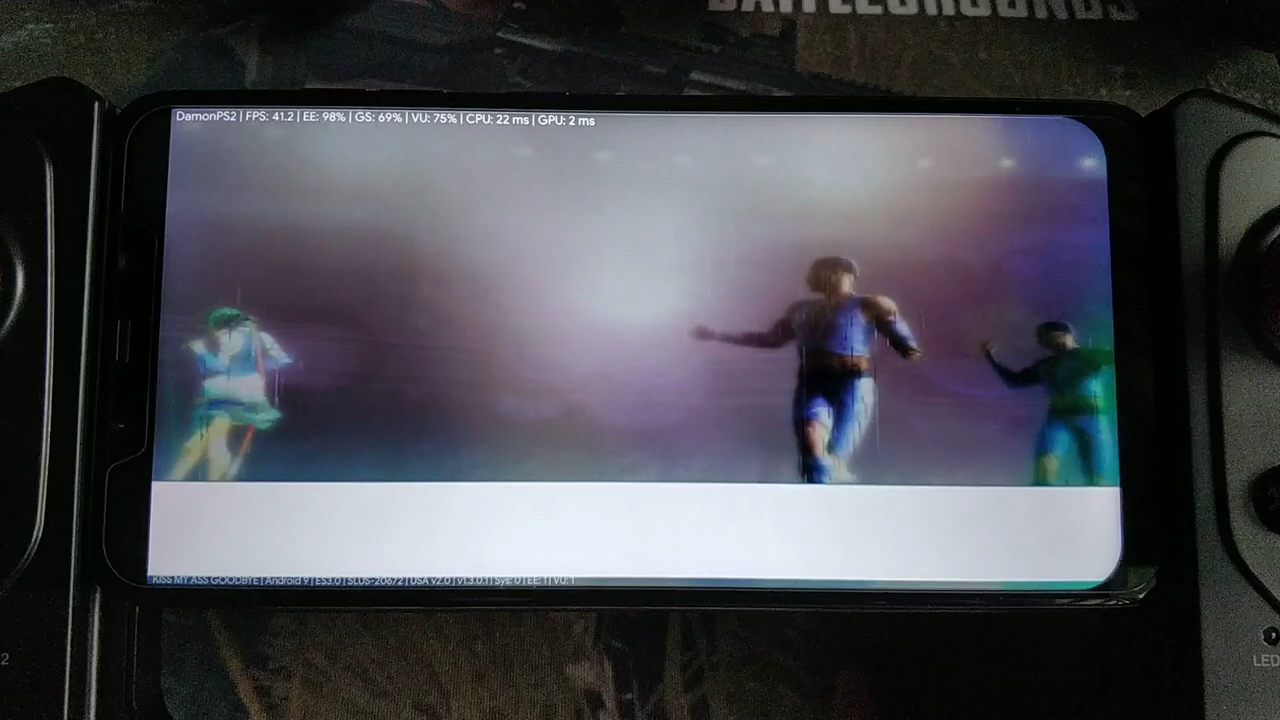 BATTLEGROUNDS
DamonPS2 | FPS: 41.2 | EE: 98% | GS: 69% | VU: 75% | CPU: 22 ms | GPU: 2 ms
KISS MY ASS GOODBYE | Android 9 | ES3.0 | SLUS-20672 | USA v2.0 | v1.3.0.1 | Sys: 0 | EE: 1 | VU: 1
2
LED